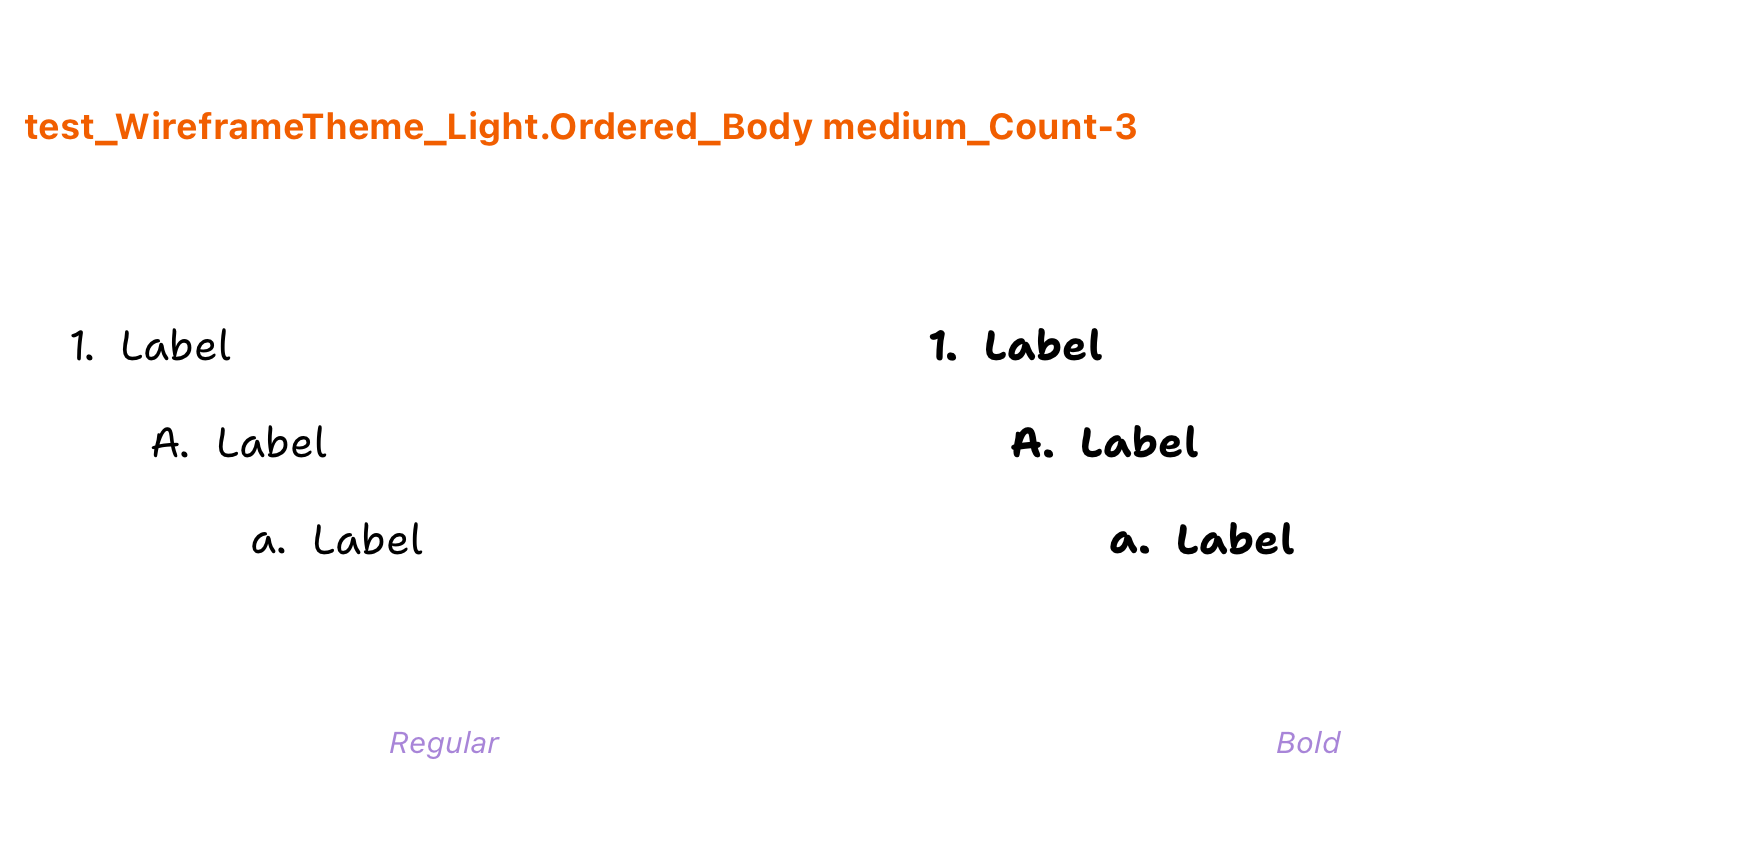 test_WireframeTheme_Light.Ordered_Body medium_Count-3
1. Label
A. Label
a. Label
Regular
1. Label
A. Label
a. Label
Bold